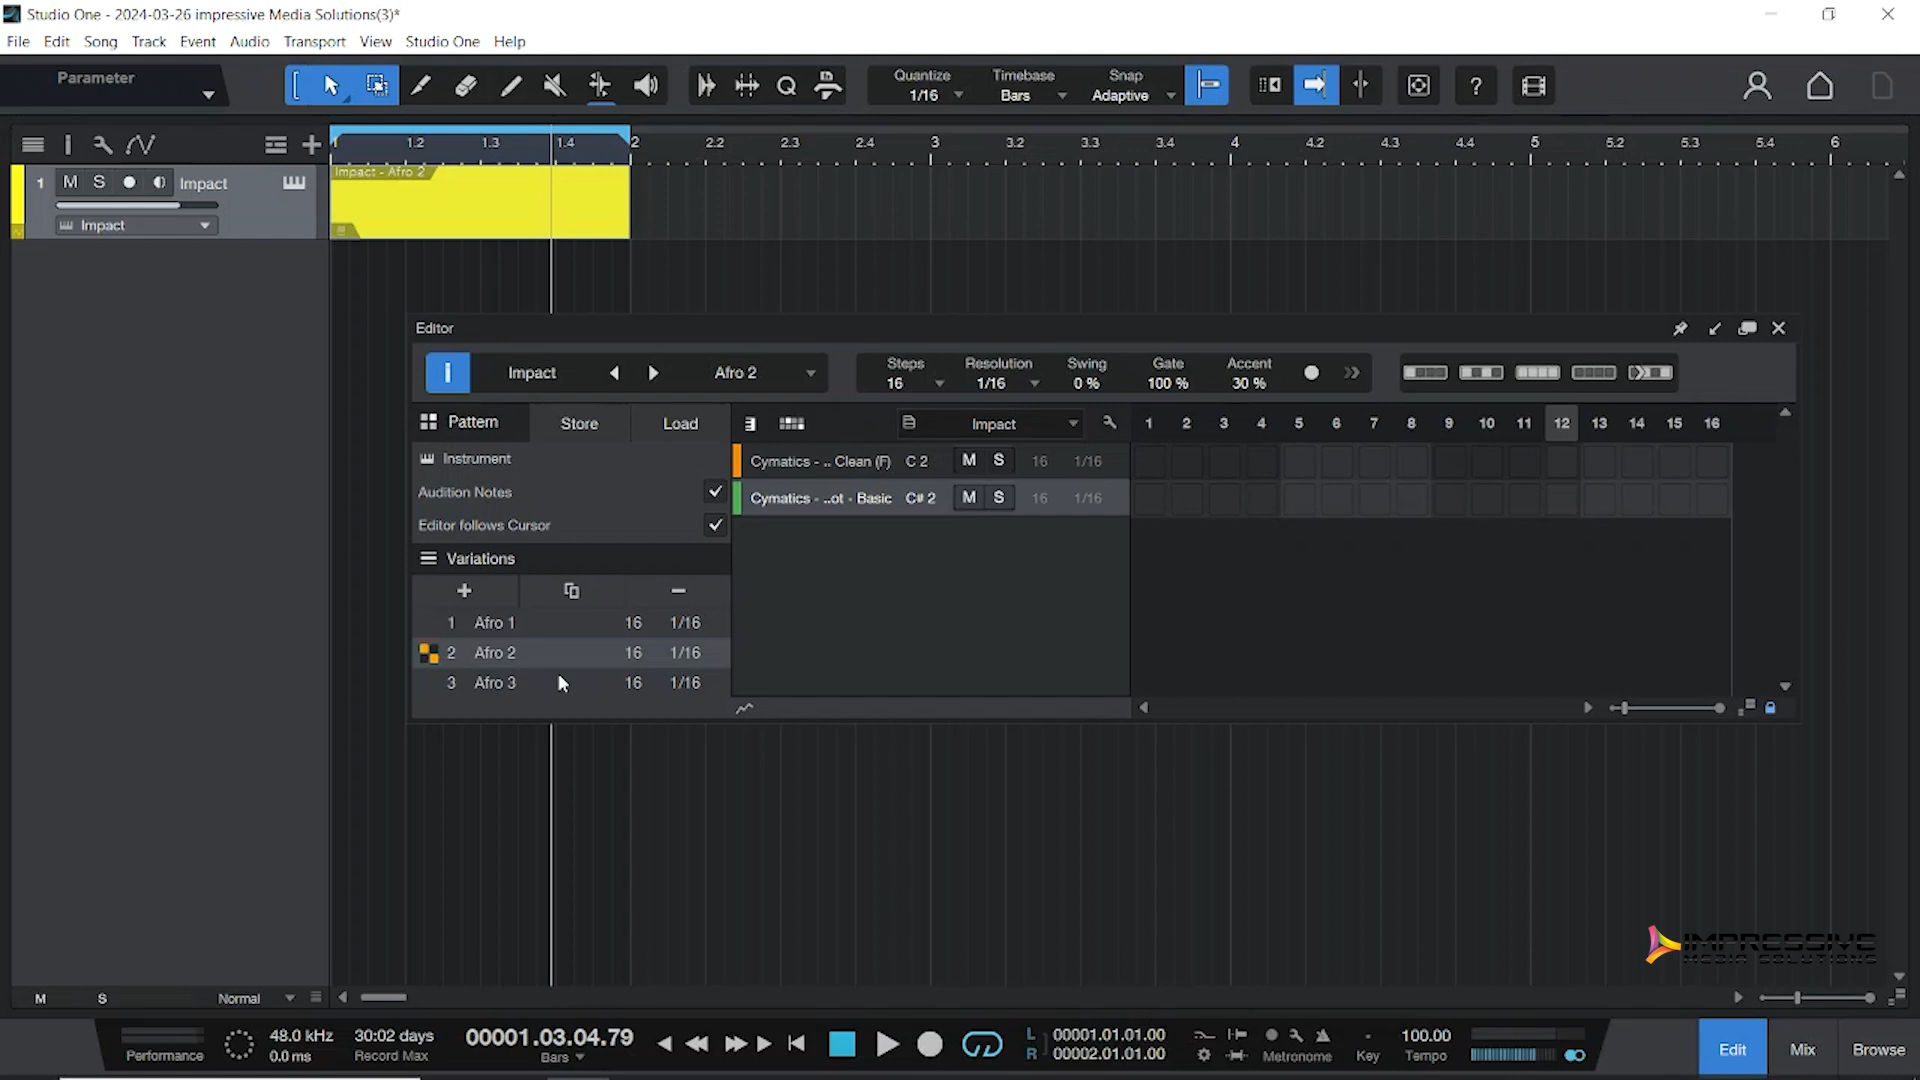 Studio One - 2024-03-26 impressive Media Solutions(3)*
File Edit Song Track Event Audio Transport View Studio One Help
Parameter
Quantize
1/16
Timebase
Bars
Snap
Adaptive
1 1.2 1.3 1.4 2 2.2 2.3 2.4 3 3.2 3.3 3.4 4 4.2 4.3 4.4 5 5.2 5.3 5.4 6
1 M S Impact
Impact
Impact - Afro 2
Editor
Impact
Afro 2
Steps
16
Resolution
1/16
Swing
0 %
Gate
100 %
Accent
30 %
Pattern Store Load
Impact
1 2 3 4 5 6 7 8 9 10 11 12 13 14 15 16
Instrument
Audition Notes
Editor follows Cursor
Cymatics - .. Clean (F) C 2 M S 16 1/16
Cymatics - ..ot - Basic C# 2 M S 16 1/16
Variations
1 Afro 1 16 1/16
2 Afro 2 16 1/16
3 Afro 3 16 1/16
IMPRESSIVE
MEDIA SOLUTIONS
M S Normal
Performance
48.0 kHz
0.0 ms
30:02 days
Record Max
00001.03.04.79
Bars
L 00001.01.01.00
R 00002.01.01.00
Metronome
-
Key
100.00
Tempo
Edit Mix Browse